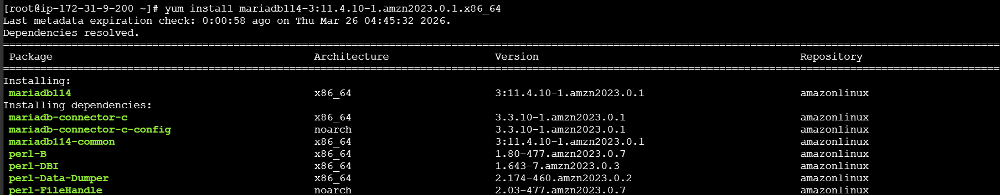 [root@ip-172-31-9-200 ~]# yum install mariadb114-3:11.4.10-1.amzn2023.0.1.x86_64
Last metadata expiration check: 0:00:58 ago on Thu Mar 26 04:45:32 2026.
Dependencies resolved.
Package Architecture Version Repository
Installing:
mariadb114 x86_64 3:11.4.10-1.amzn2023.0.1 amazonlinux
Installing dependencies:
mariadb-connector-c x86_64 3.3.10-1.amzn2023.0.1 amazonlinux
mariadb-connector-c-config noarch 3.3.10-1.amzn2023.0.1 amazonlinux
mariadb114-common x86_64 3:11.4.10-1.amzn2023.0.1 amazonlinux
perl-B x86_64 1.80-477.amzn2023.0.7 amazonlinux
perl-DBI x86_64 1.643-7.amzn2023.0.3 amazonlinux
perl-Data-Dumper x86_64 2.174-460.amzn2023.0.2 amazonlinux
perl-FileHandle noarch 2.03-477.amzn2023.0.7 amazonlinux